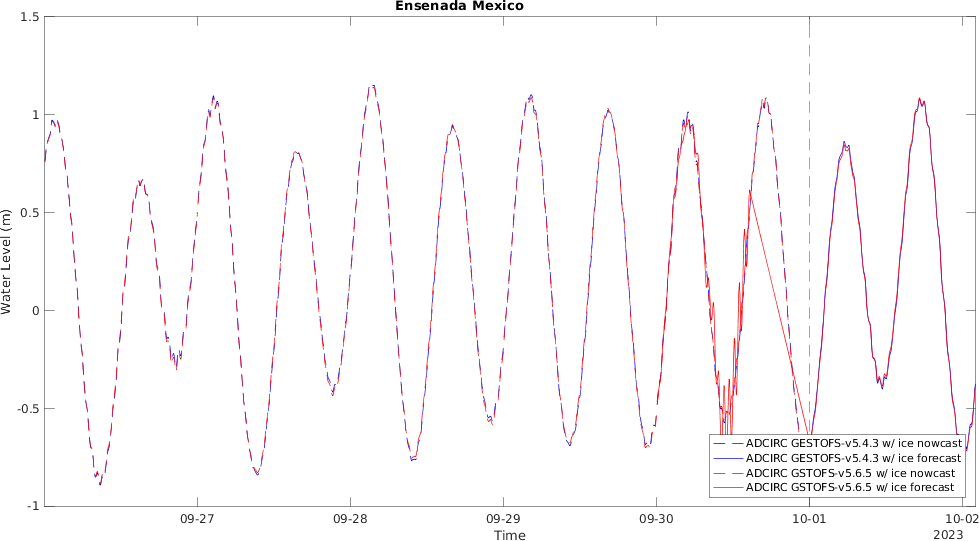 Ensenada Mexico
1.5
1
0.5
0
-0.5
-1
Water Level (m)
09-27
09-28
09-29
09-30
10-01
10-02
Time
2023
ADCIRC GESTOFS-v5.4.3 w/ ice nowcast
ADCIRC GESTOFS-v5.4.3 w/ ice forecast
ADCIRC GSTOFS-v5.6.5 w/ ice nowcast
ADCIRC GSTOFS-v5.6.5 w/ ice forecast